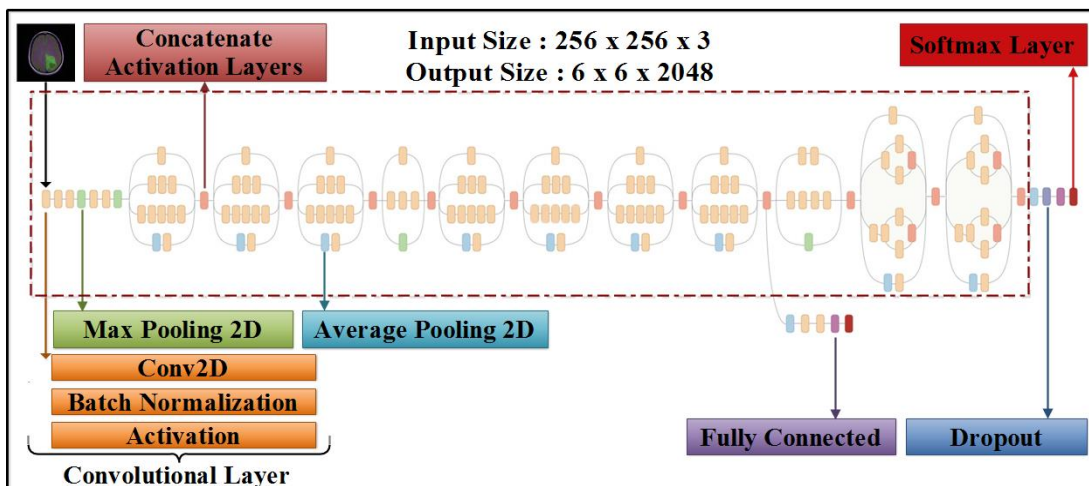 Concatenate
Activation Layers
Input Size : 256 x 256 x 3
Output Size : 6 x 6 x 2048
Softmax Layer
Max Pooling 2D
Average Pooling 2D
Conv2D
Batch Normalization
Activation
Convolutional Layer
Fully Connected
Dropout